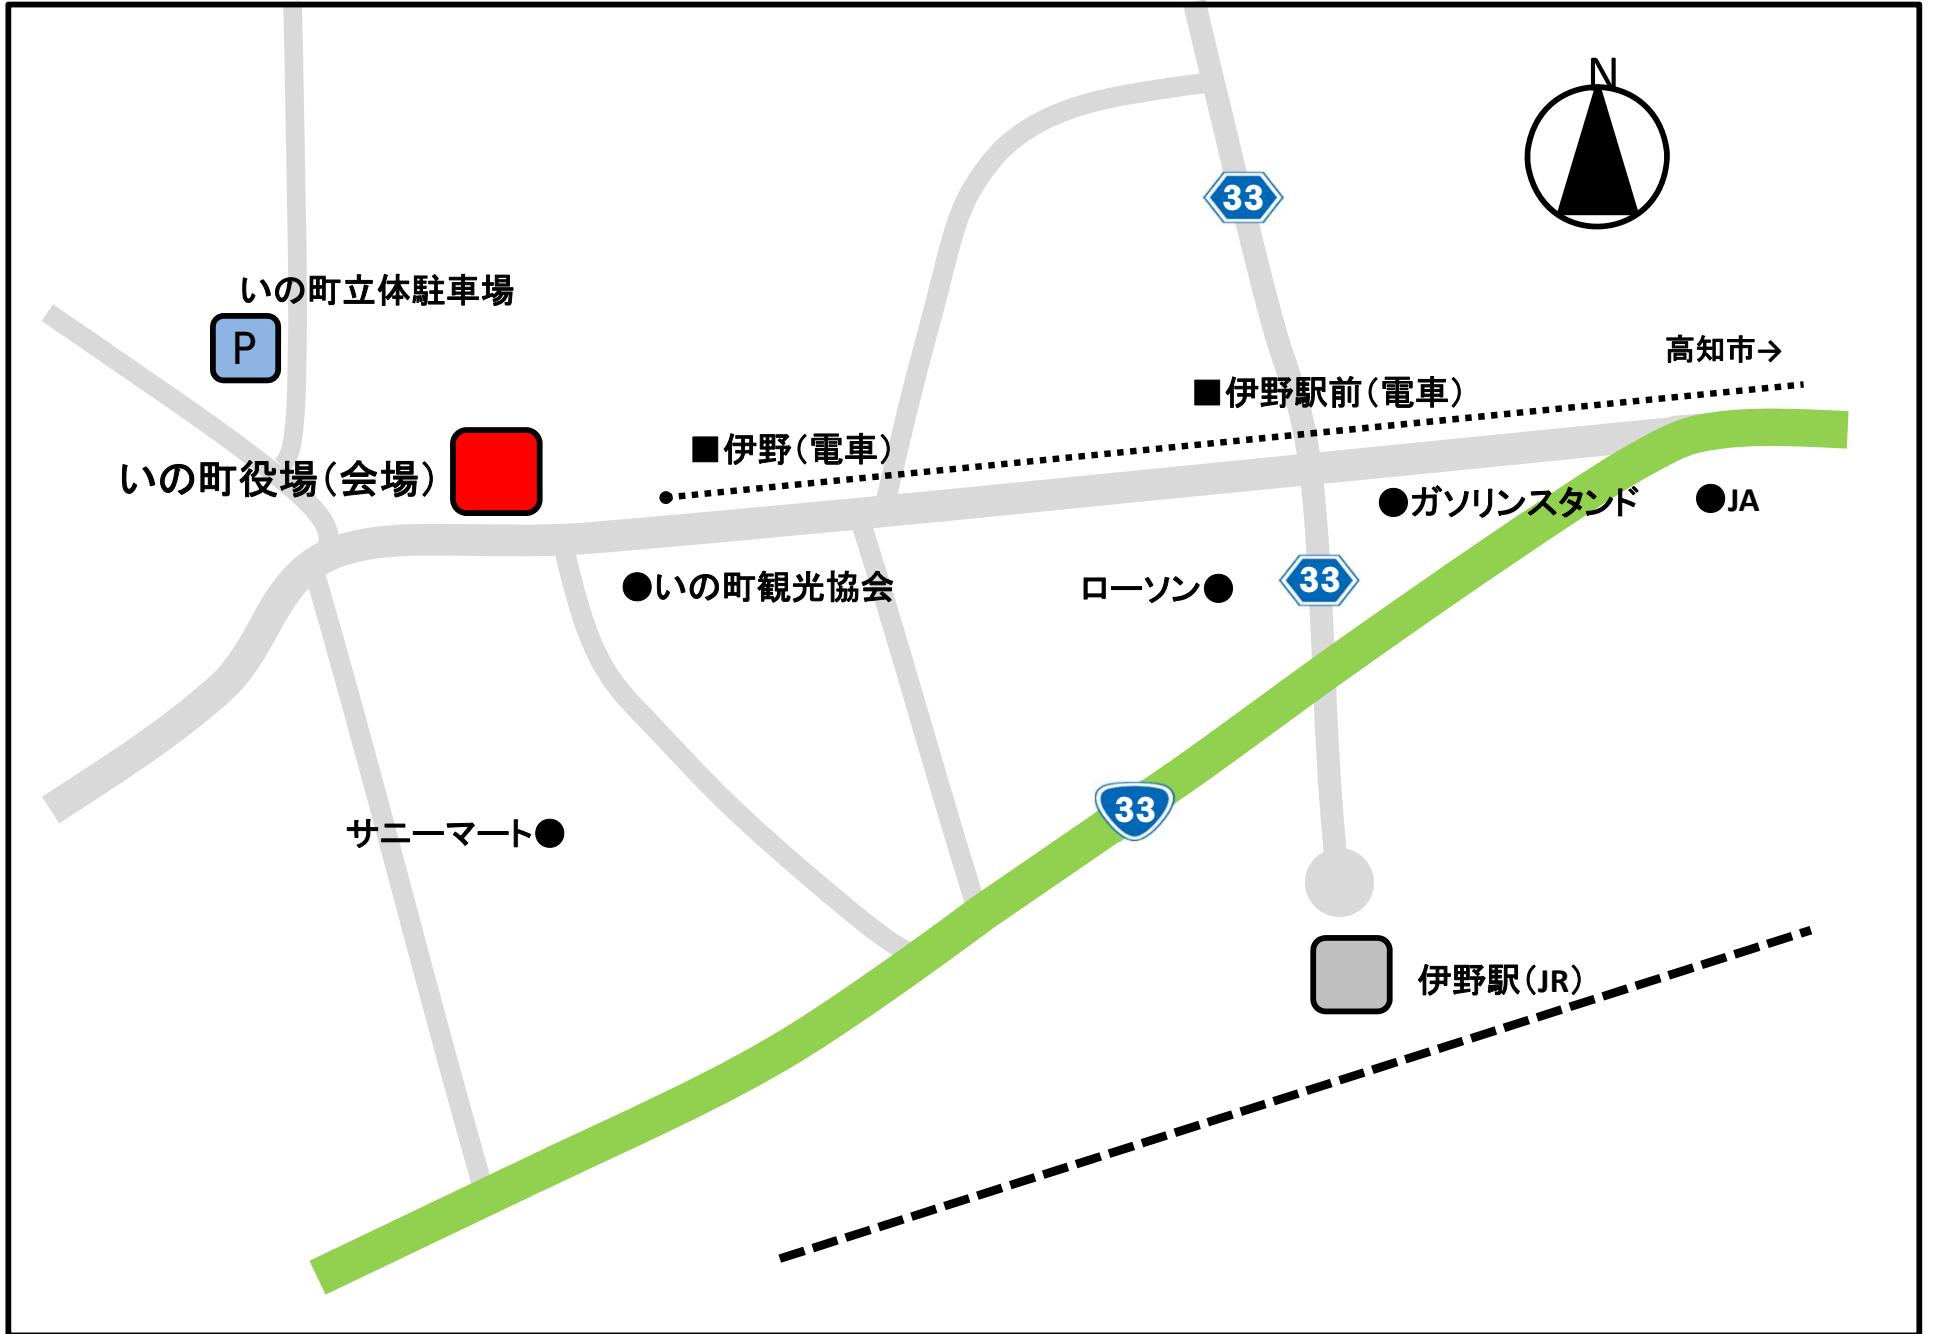 N
33
いの町立体駐車場
P
高知市→
■伊野駅前（電車）
■伊野（電車）
いの町役場（会場）
●ガソリンスタンド
●JA
●いの町観光協会
ローソン●
33
33
サニーマート●
伊野駅（JR）